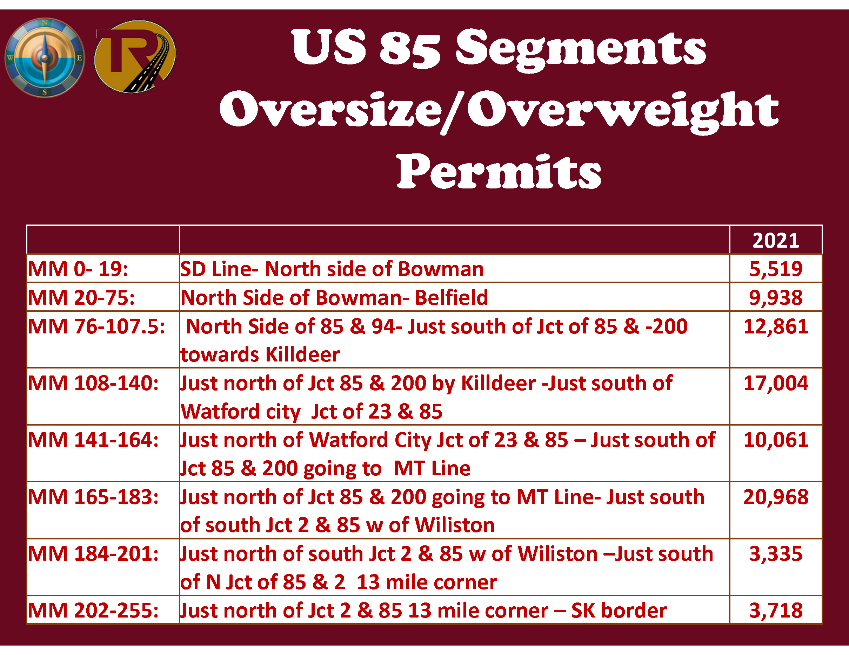 N
W
E
S
TR
US 85 Segments
Oversize/Overweight
Permits
2021
MM 0- 19: SD Line- North side of Bowman 5,519
MM 20-75: North Side of Bowman- Belfield 9,938
MM 76-107.5: North Side of 85 & 94- Just south of Jct of 85 & -200 12,861
towards Killdeer
MM 108-140: Just north of Jct 85 & 200 by Killdeer -Just south of 17,004
Watford city Jct of 23 & 85
MM 141-164: Just north of Watford City Jct of 23 & 85 – Just south of 10,061
Jct 85 & 200 going to MT Line
MM 165-183: Just north of Jct 85 & 200 going to MT Line- Just south 20,968
of south Jct 2 & 85 w of Wiliston
MM 184-201: Just north of south Jct 2 & 85 w of Wiliston –Just south 3,335
of N Jct of 85 & 2 13 mile corner
MM 202-255: Just north of Jct 2 & 85 13 mile corner – SK border 3,718